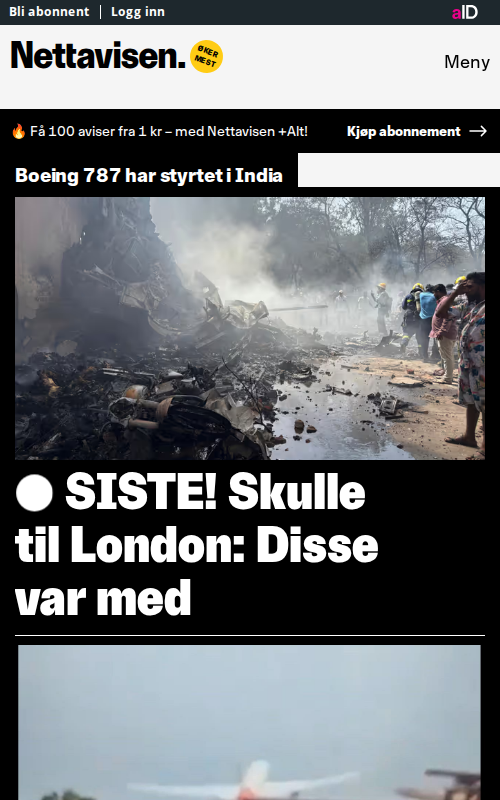 Bli abonnent | Logg inn
aID
Nettavisen.
ØKER
MEST
Meny
🔥 Få 100 aviser fra 1 kr – med Nettavisen +Alt!
Kjøp abonnement →
Boeing 787 har styrtet i India
SISTE! Skulle
til London: Disse
var med